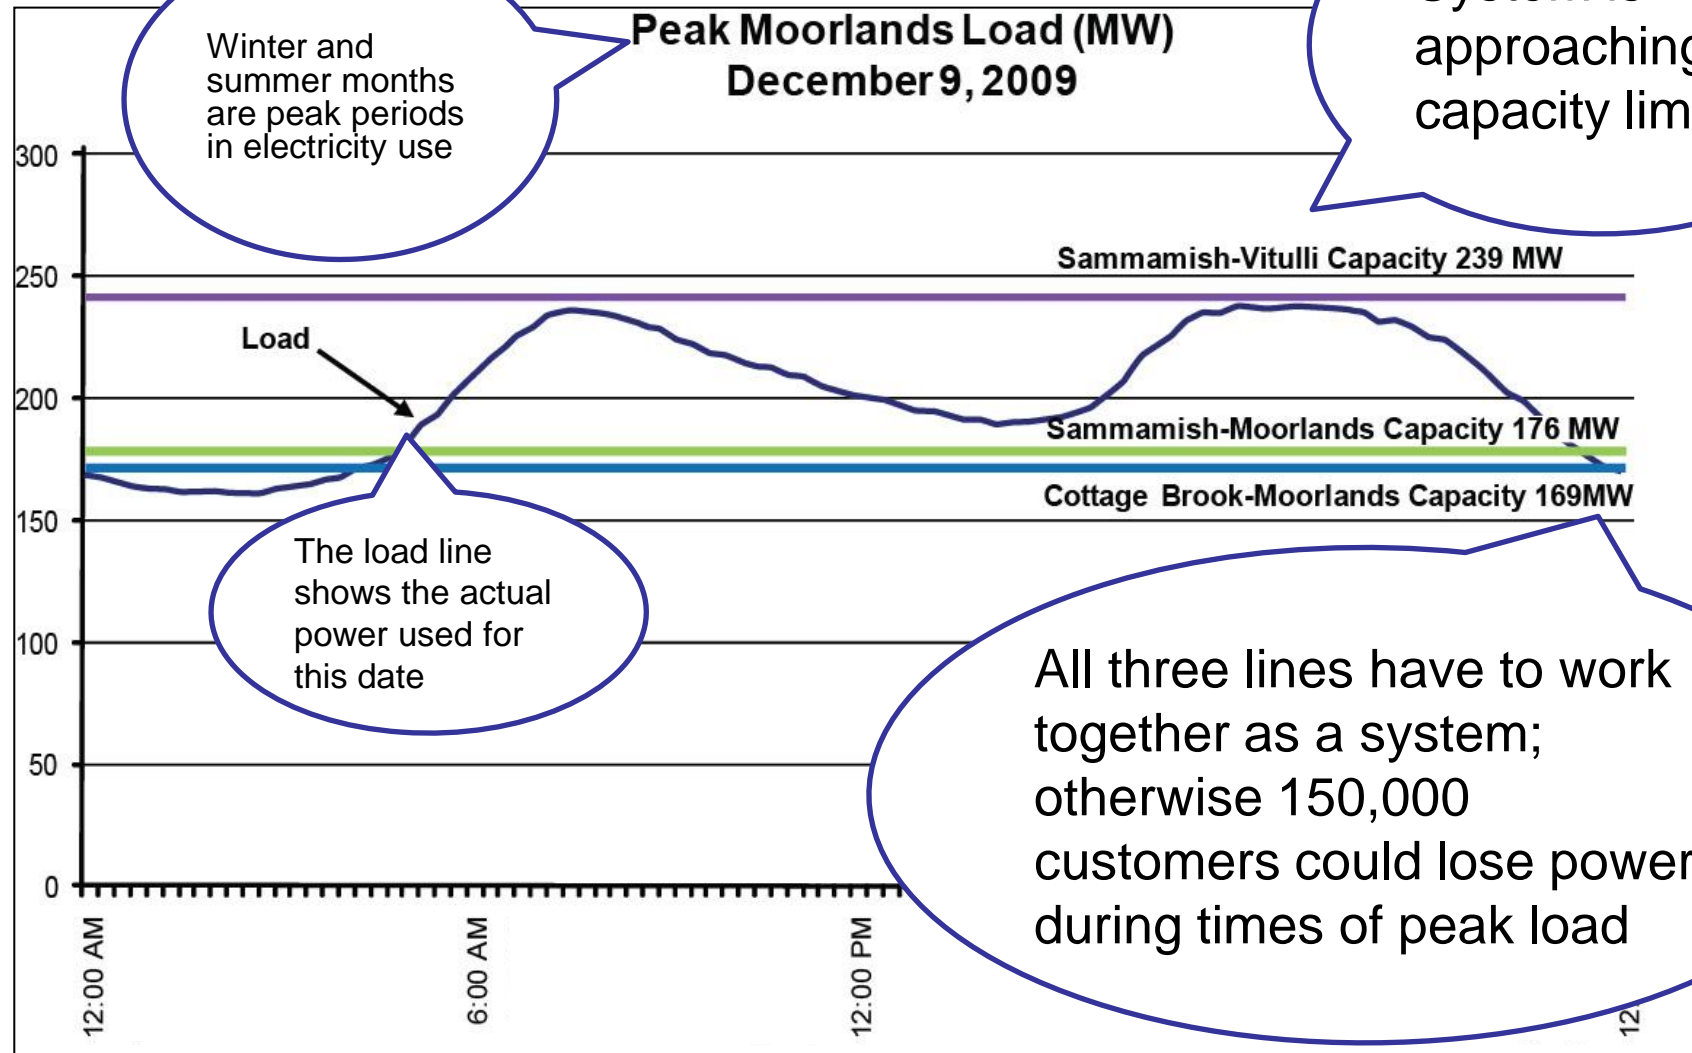 Peak Moorlands Load (MW)
December 9, 2009
Winter and
summer months
are peak periods
in electricity use
approaching
capacity
300
250
200
150
100
50
0
Sammamish-Vitulli Capacity 239 MW
Load
Sammamish-Moorlands Capacity 176 MW
Cottage Brook-Moorlands Capacity 169MW
The load line
shows the actual
power used for
this date
All three lines have to work
together as a system;
otherwise 150,000
customers could lose power
during times of peak load
12:00 AM
6:00 AM
12:00 PM
12